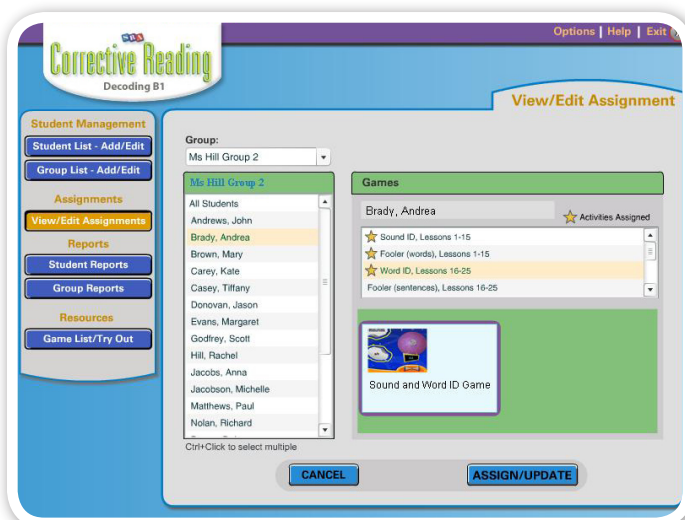 Options | Help | Exit
SRA
Corrective Reading
Decoding B1
View/Edit Assignment
Student Management
Student List - Add/Edit
Group List - Add/Edit
Assignments
View/Edit Assignments
Reports
Student Reports
Group Reports
Resources
Game List/Try Out
Group:
Ms Hill Group 2
Ms Hill Group 2
All Students
Andrews, John
Brady, Andrea
Brown, Mary
Carey, Kate
Casey, Tiffany
Donovan, Jason
Evans, Margaret
Godfrey, Scott
Hill, Rachel
Jacobs, Anna
Jacobson, Michelle
Matthews, Paul
Nolan, Richard
Ctrl+Click to select multiple
Games
Brady, Andrea
Activities Assigned
Sound ID, Lessons 1-15
Fooler (words), Lessons 1-15
Word ID, Lessons 16-25
Fooler (sentences), Lessons 16-25
Sound and Word ID Game
CANCEL
ASSIGN/UPDATE